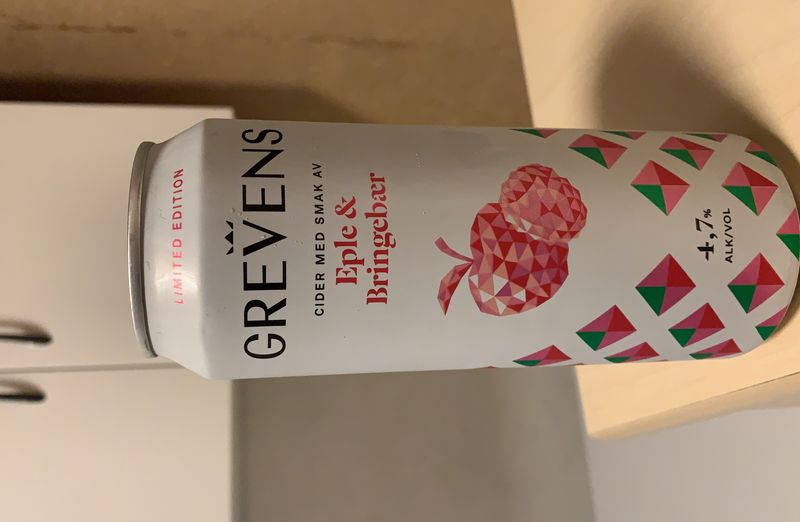 LIMITED EDITION
GREVENS
CIDER MED SMAK AV
Eple &
Bringebær
4,7%
ALK/VOL